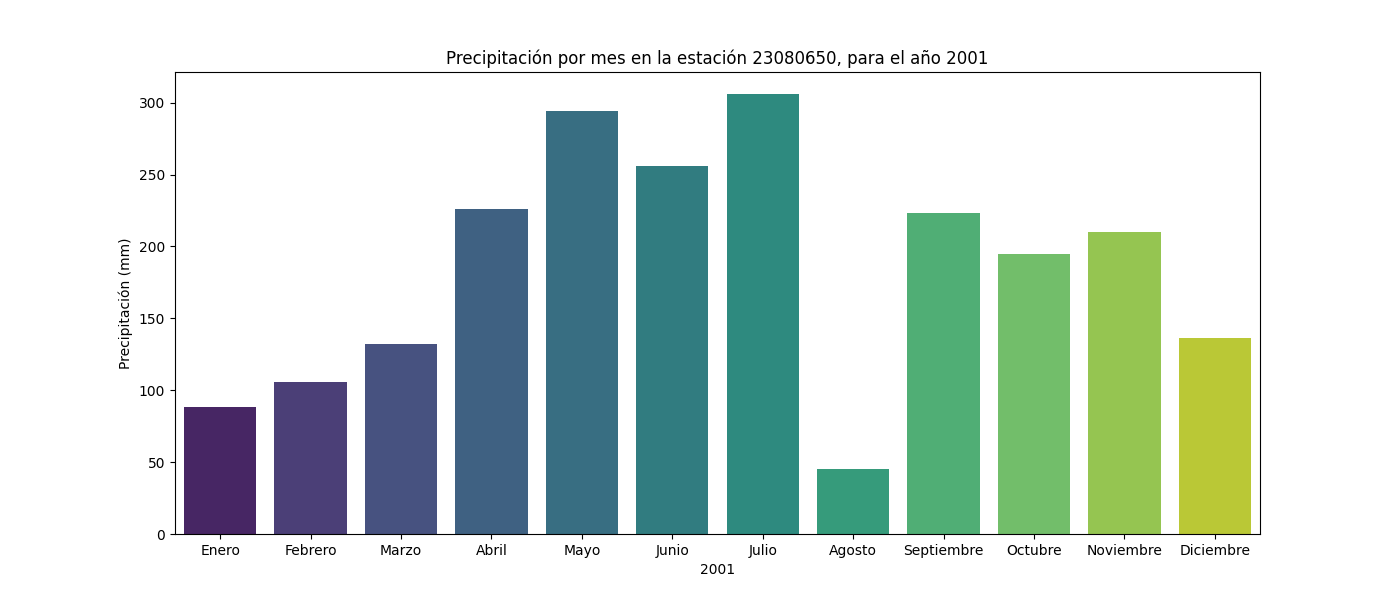 Precipitación por mes en la estación 23080650, para el año 2001
Precipitación (mm)
300
250
200
150
100
50
0
Enero Febrero Marzo Abril Mayo Junio Julio Agosto Septiembre Octubre Noviembre Diciembre
2001